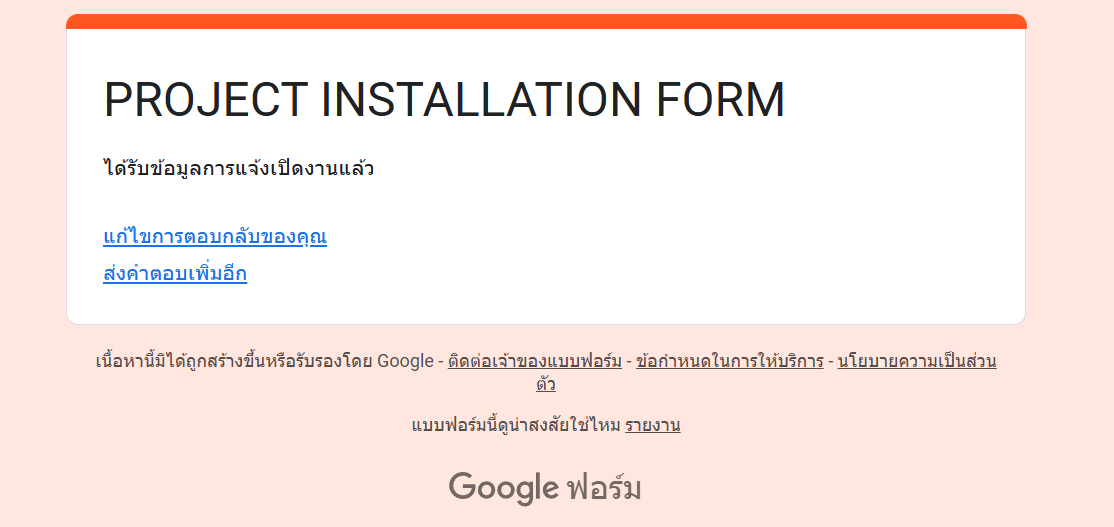 PROJECT INSTALLATION FORM
ได้รับข้อมูลการแจ้งเปิดงานแล้ว
แก้ไขการตอบกลับของคุณ
ส่งคำตอบเพิ่มอีก
เนื้อหานี้มิได้ถูกสร้างขึ้นหรือรับรองโดย Google - ติดต่อเจ้าของแบบฟอร์ม - ข้อกำหนดในการให้บริการ - นโยบายความเป็นส่วน
ตัว
แบบฟอร์มนี้ดูน่าสงสัยใช่ไหม รายงาน
Google ฟอร์ม